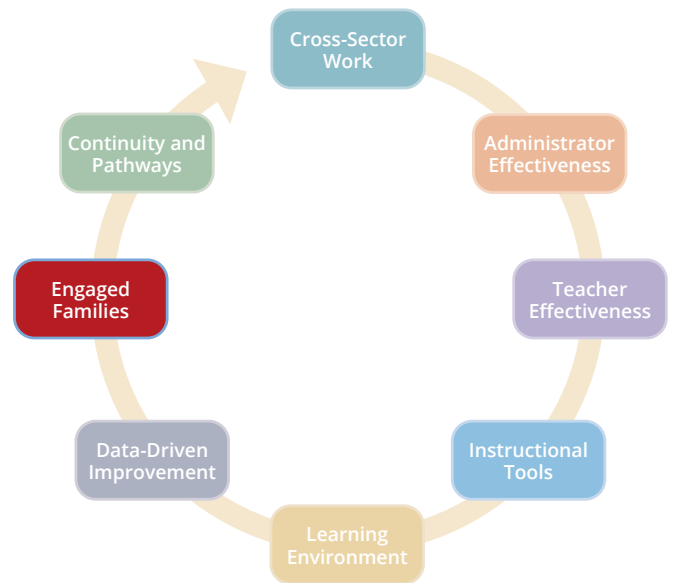 Cross-Sector
Work
Administrator
Effectiveness
Teacher
Effectiveness
Instructional
Tools
Learning
Environment
Data-Driven
Improvement
Engaged
Families
Continuity and
Pathways